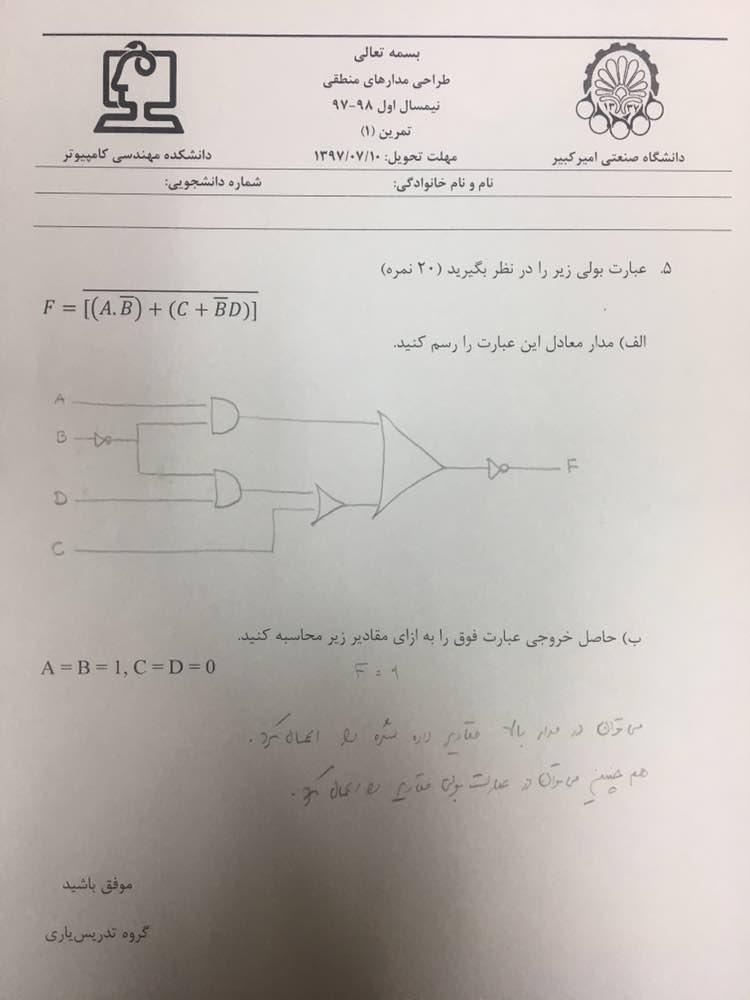 بسمه تعالی
طراحی مدارهای منطقی
نیمسال اول ۹۸-۹۷
تمرین (۱)
مهلت تحویل: ۱۳۹۷/۰۷/۱۰
دانشگاه صنعتی امیرکبیر
۱۳ ۳۷
دانشکده مهندسی کامپیوتر
نام و نام خانوادگی: شماره دانشجویی:
۵. عبارت بولی زیر را در نظر بگیرید (۲۰ نمره)
F = \overline{[(A.\overline{B}) + (C + \overline{B}D)]}
الف) مدار معادل این عبارت را رسم کنید.
A
B
D
C
F
ب) حاصل خروجی عبارت فوق را به ازای مقادیر زیر محاسبه کنید.
A = B = 1, C = D = 0
F = 1
می توان در مدار بالا مقادیر داده شده را اعمال کرد.
هم چنین می توان در عبارت بولی مقادیر را اعمال کرد.
موفق باشید
گروه تدریس‌یاری